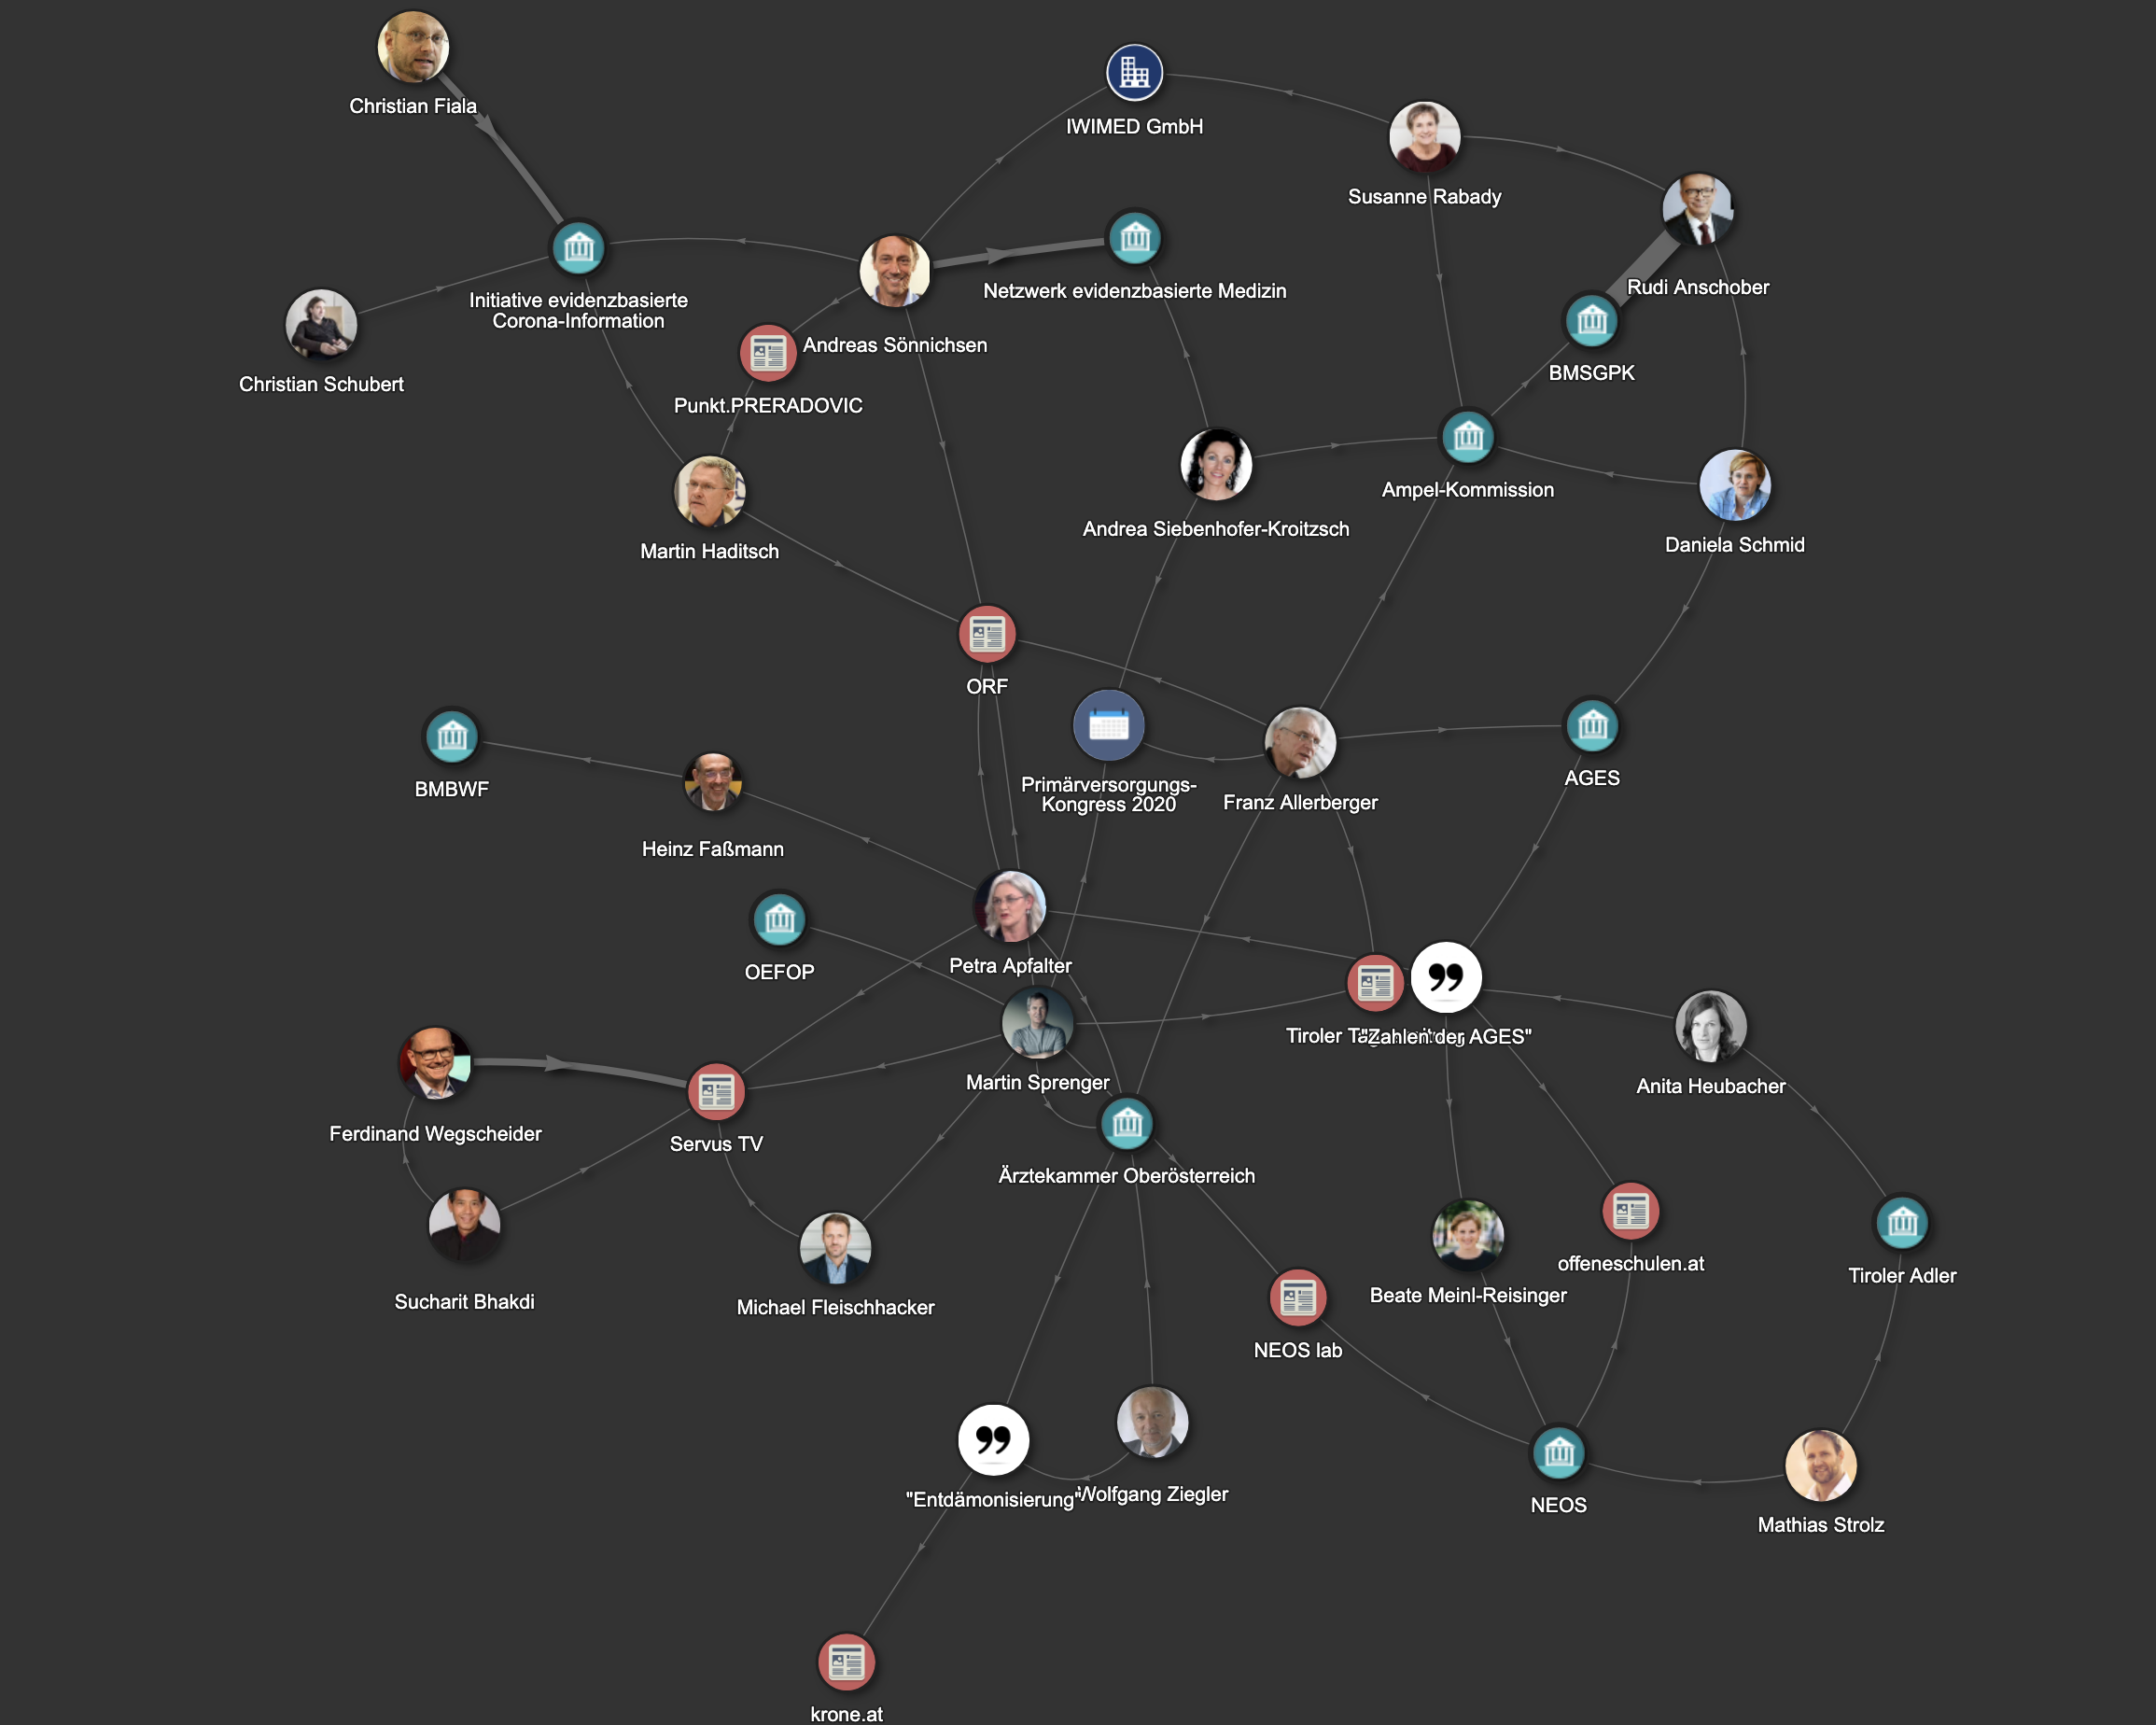 Christian Fiala
IWIMED GmbH
Susanne Rabady
Rudi Anschober
Netzwerk evidenzbasierte Medizin
Initiative evidenzbasierte
Corona-Information
Andreas Sönnichsen
BMSGPK
Christian Schubert
Punkt.PRERADOVIC
Ampel-Kommission
Andrea Siebenhofer-Kroitzsch
Daniela Schmid
Martin Haditsch
ORF
AGES
BMBWF
Primärversorgungs-
Kongress 2020
Franz Allerberger
Heinz Faßmann
Petra Apfalter
OEFOP
Tiroler
"Zahlen der AGES"
Martin Sprenger
Anita Heubacher
Ferdinand Wegscheider
Servus TV
Ärztekammer Oberösterreich
offeneschulen.at
Tiroler Adler
Beate Meinl-Reisinger
Sucharit Bhakdi
Michael Fleischhacker
NEOS lab
"Entdämonisierung"
Wolfgang Ziegler
NEOS
Mathias Strolz
krone.at